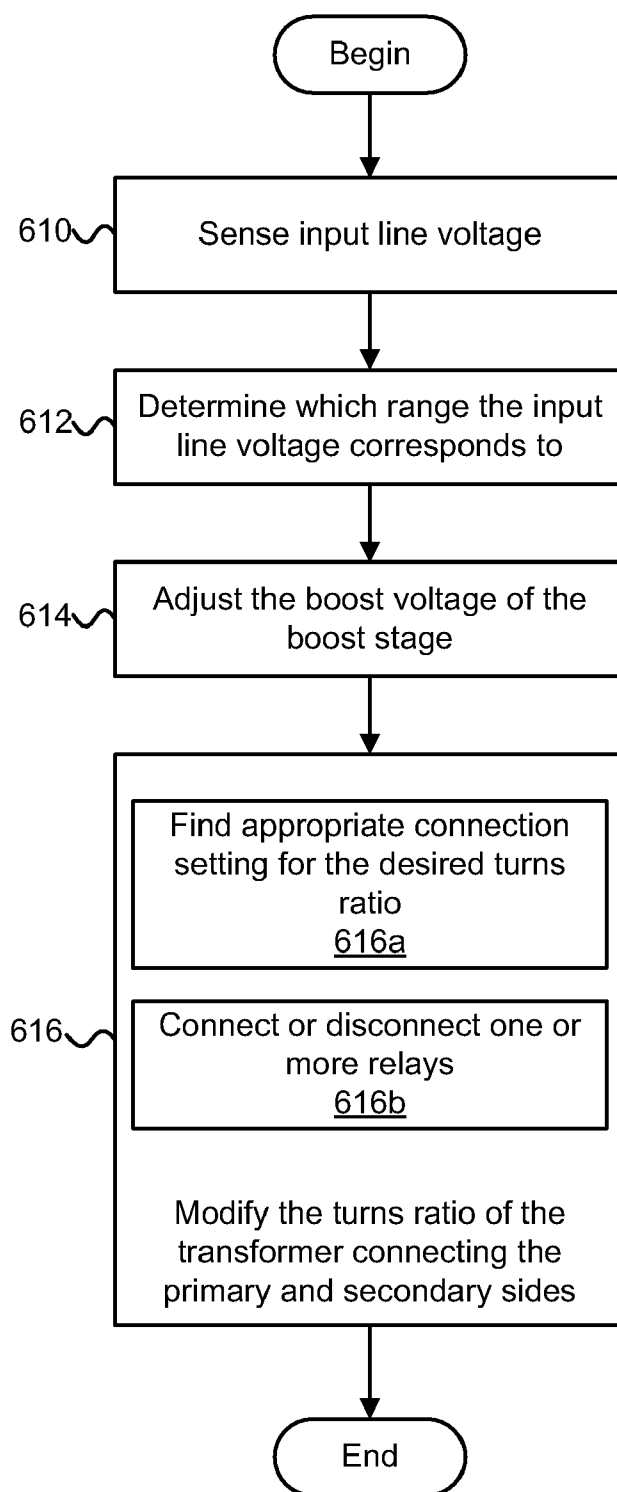 Begin
610
Sense input line voltage
612
Determine which range the input
line voltage corresponds to
614
Adjust the boost voltage of the
boost stage
Find appropriate connection
setting for the desired turns
ratio
616a
616
Connect or disconnect one or
more relays
616b
Modify the turns ratio of the
transformer connecting the
primary and secondary sides
End